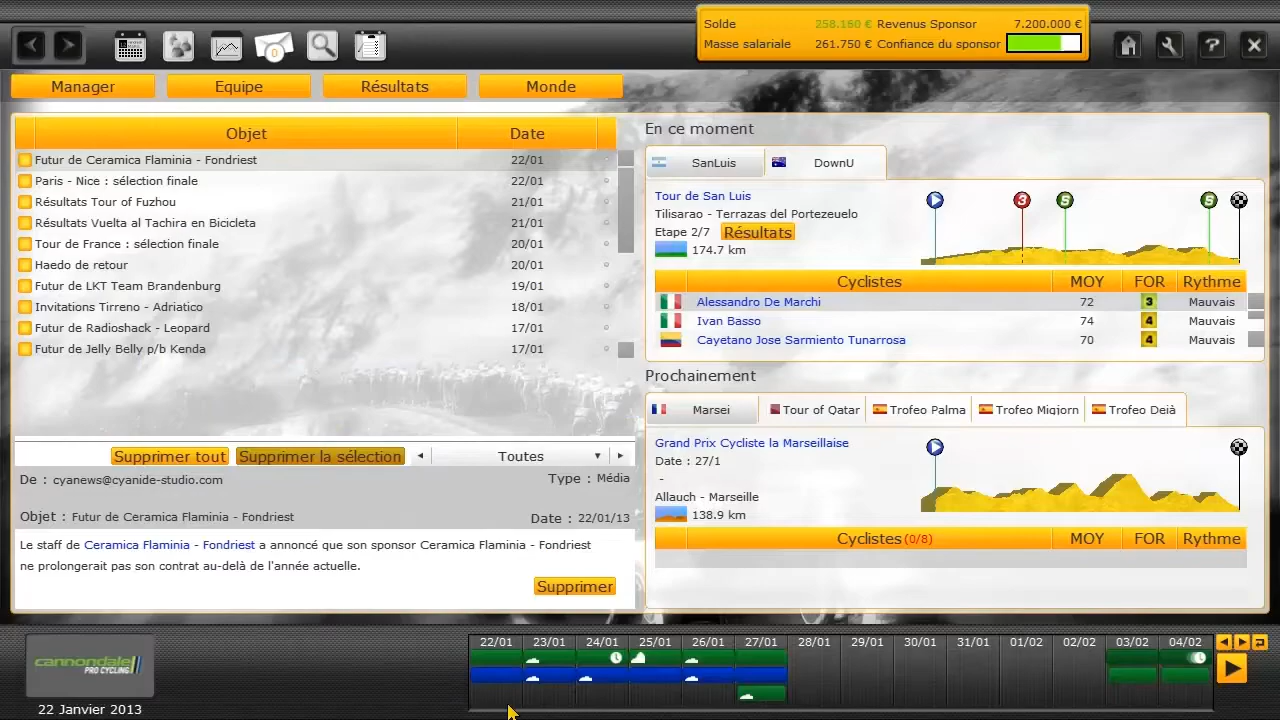 Solde 258.160 € Revenus Sponsor 7.200.000 €
Masse salariale 261.750 € Confiance du sponsor
0
Manager Equipe Résultats Monde
Objet Date
Futur de Ceramica Flaminia - Fondriest 22/01
Paris - Nice : sélection finale 22/01
Résultats Tour of Fuzhou 21/01
Résultats Vuelta al Tachira en Bicicleta 21/01
Tour de France : sélection finale 20/01
Haedo de retour 20/01
Futur de LKT Team Brandenburg 19/01
Invitations Tirreno - Adriatico 18/01
Futur de Radioshack - Leopard 17/01
Futur de Jelly Belly p/b Kenda 17/01
Supprimer tout Supprimer la sélection Toutes
De : cyanews@cyanide-studio.com Type : Média
Objet : Futur de Ceramica Flaminia - Fondriest Date : 22/01/13
Le staff de Ceramica Flaminia - Fondriest a annoncé que son sponsor Ceramica Flaminia - Fondriest
ne prolongerait pas son contrat au-delà de l'année actuelle.
Supprimer
En ce moment
SanLuis DownU
Tour de San Luis
Tilisarao - Terrazas del Portezeuelo
Etape 2/7 Résultats
174.7 km
3 S S
Cyclistes MOY FOR Rythme
Alessandro De Marchi 72 3 Mauvais
Ivan Basso 74 4 Mauvais
Cayetano Jose Sarmiento Tunarrosa 70 4 Mauvais
Prochainement
Marsei Tour of Qatar Trofeo Palma Trofeo Migjorn Trofeo Deià
Grand Prix Cycliste la Marseillaise
Date : 27/1
-
Allauch - Marseille
138.9 km
Cyclistes (0/8) MOY FOR Rythme
22/01 23/01 24/01 25/01 26/01 27/01 28/01 29/01 30/01 31/01 01/02 02/02 03/02 04/02
cannondale
PRO CYCLING
22 Janvier 2013